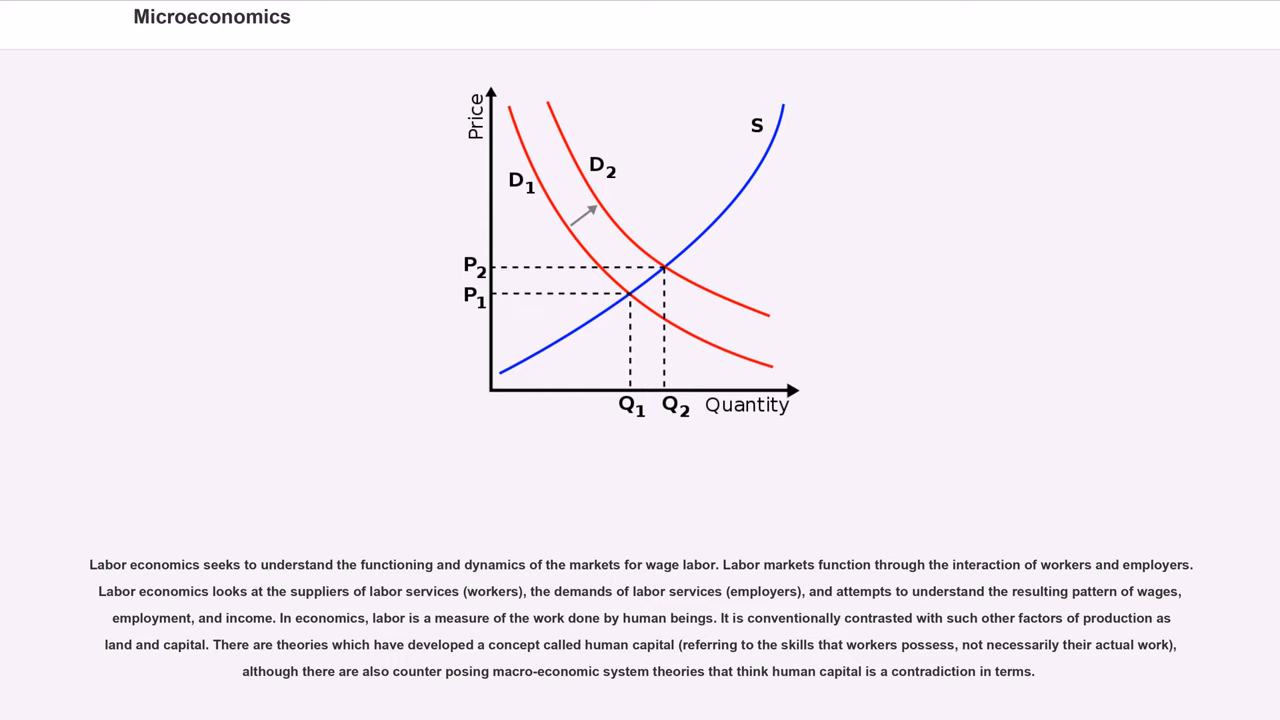 Microeconomics
Price
S
D2
D1
P2
P1
Q1 Q2 Quantity
Labor economics seeks to understand the functioning and dynamics of the markets for wage labor. Labor markets function through the interaction of workers and employers.
Labor economics looks at the suppliers of labor services (workers), the demands of labor services (employers), and attempts to understand the resulting pattern of wages,
employment, and income. In economics, labor is a measure of the work done by human beings. It is conventionally contrasted with such other factors of production as
land and capital. There are theories which have developed a concept called human capital (referring to the skills that workers possess, not necessarily their actual work),
although there are also counter posing macro-economic system theories that think human capital is a contradiction in terms.